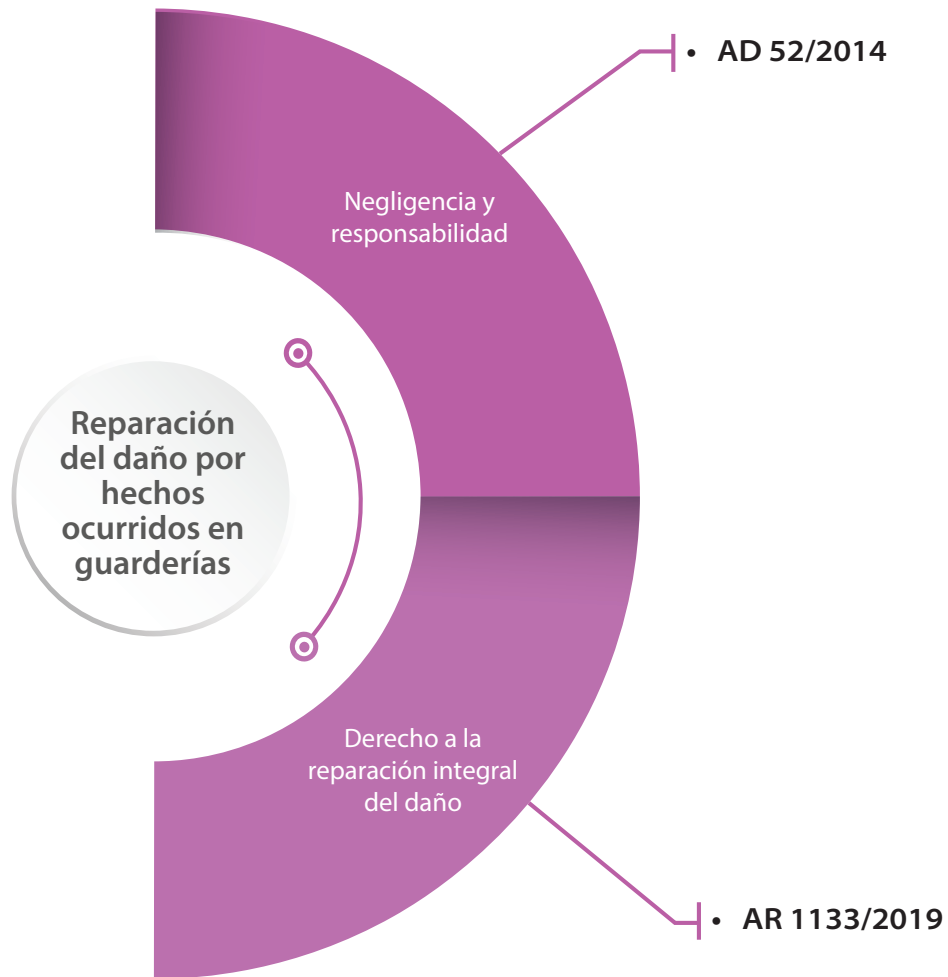 • AD 52/2014
Negligencia y
responsabilidad
Reparación
del daño por
hechos
ocurridos en
guarderías
Derecho a la
reparación integral
del daño
• AR 1133/2019